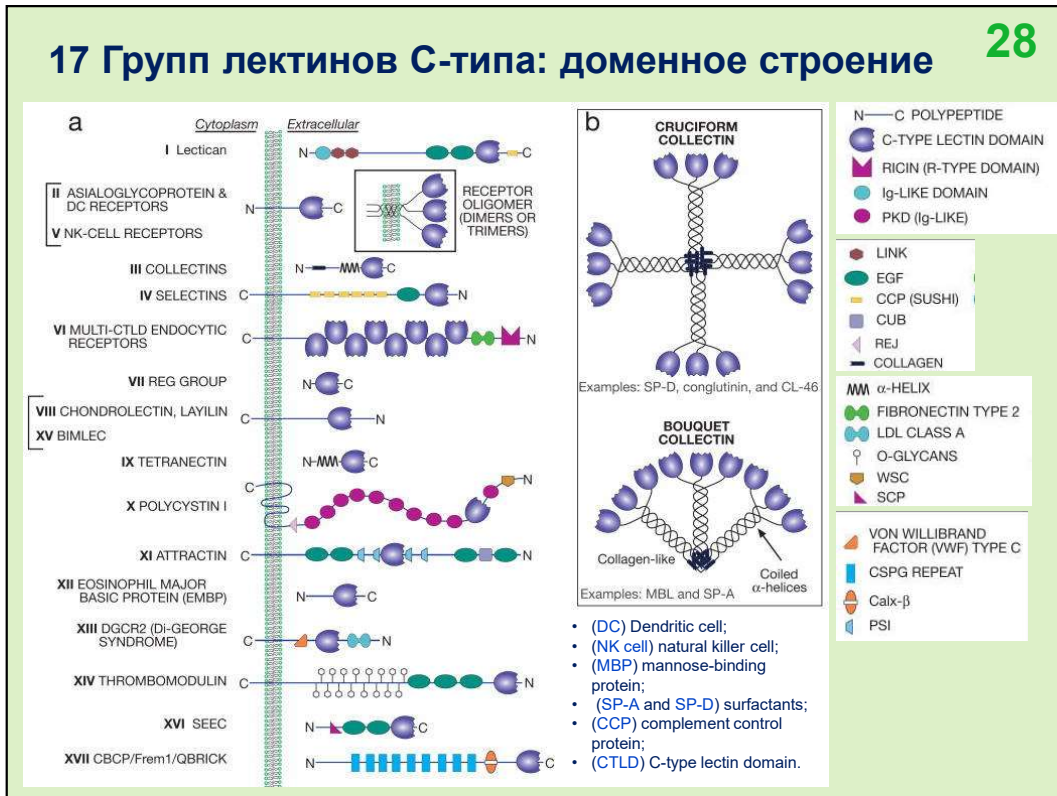 17 Групп лектинов С-типа: доменное строение
28
a
Cytoplasm
Extracellular
I Lectican
N
C
II ASIALOGLYCOPROTEIN &
DC RECEPTORS
V NK-CELL RECEPTORS
N
C
RECEPTOR
OLIGOMER
(DIMERS OR
TRIMERS)
III COLLECTINS
N
C
IV SELECTINS
C
N
VI MULTI-CTLD ENDOCYTIC
RECEPTORS
C
N
VII REG GROUP
N
C
VIII CHONDROLECTIN, LAYILIN
XV BIMLEC
C
N
IX TETRANECTIN
N
C
X POLYCYSTIN I
C
N
XI ATTRACTIN
C
N
XII EOSINOPHIL MAJOR
BASIC PROTEIN (EMBP)
N
C
XIII DGCR2 (Di-GEORGE
SYNDROME)
C
N
XIV THROMBOMODULIN
C
N
XVI SEEC
N
C
XVII CBCP/Frem1/QBRICK
N
C
b
CRUCIFORM
COLLECTIN
Examples: SP-D, conglutinin, and CL-46
BOUQUET
COLLECTIN
Collagen-like
Coiled
α-helices
Examples: MBL and SP-A
• (DC) Dendritic cell;
• (NK cell) natural killer cell;
• (MBP) mannose-binding
protein;
• (SP-A and SP-D) surfactants;
• (CCP) complement control
protein;
• (CTLD) C-type lectin domain.
N—C POLYPEPTIDE
C-TYPE LECTIN DOMAIN
RICIN (R-TYPE DOMAIN)
Ig-LIKE DOMAIN
PKD (Ig-LIKE)
LINK
EGF
CCP (SUSHI)
CUB
REJ
COLLAGEN
α-HELIX
FIBRONECTIN TYPE 2
LDL CLASS A
O-GLYCANS
WSC
SCP
VON WILLIBRAND
FACTOR (VWF) TYPE C
CSPG REPEAT
Calx-β
PSI